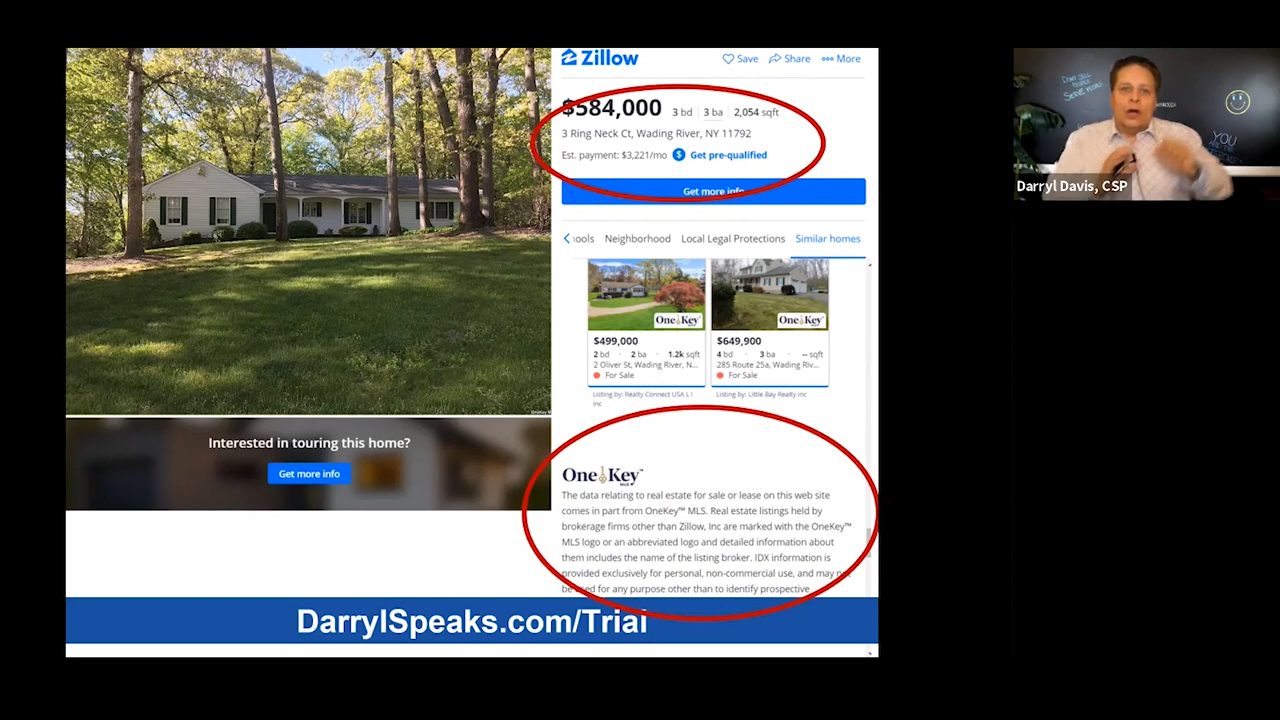 Zillow
Save Share More
$584,000 3 bd 3 ba 2,054 sqft
3 Ring Neck Ct, Wading River, NY 11792
Est. payment: $3,221/mo $ Get pre-qualified
Get more info
ools Neighborhood Local Legal Protections Similar homes
OneKey OneKey
$499,000 $649,900
2 bd · 2 ba · 1.2k sqft 4 bd · 3 ba · -- sqft
2 Oliver St, Wading River, N... 285 Route 25a, Wading Riv...
For Sale For Sale
Listing by: Realty Connect USA L I Listing by: Little Bay Realty Inc
Inc
Interested in touring this home?
Get more info
OneKey™
MLS
The data relating to real estate for sale or lease on this web site
comes in part from OneKey™ MLS. Real estate listings held by
brokerage firms other than Zillow, Inc are marked with the OneKey™
MLS logo or an abbreviated logo and detailed information about
them includes the name of the listing broker. IDX information is
provided exclusively for personal, non-commercial use, and may not
be used for any purpose other than to identify prospective
DarrylSpeaks.com/Trial
DON'T SELL
PEOPLE
SERVE THEM.
YOU
Darryl Davis, CSP